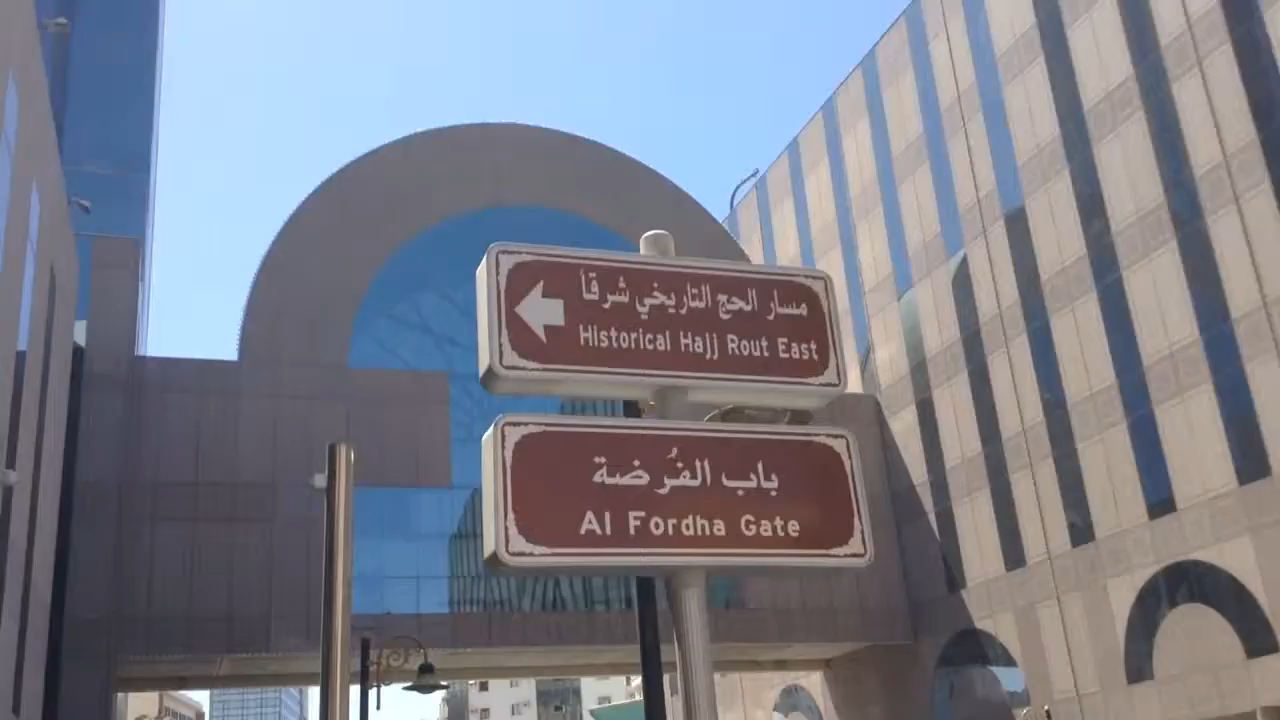 مسار الحج التاريخي شرقاً
Historical Hajj Rout East
باب الفُرضة
Al Fordha Gate